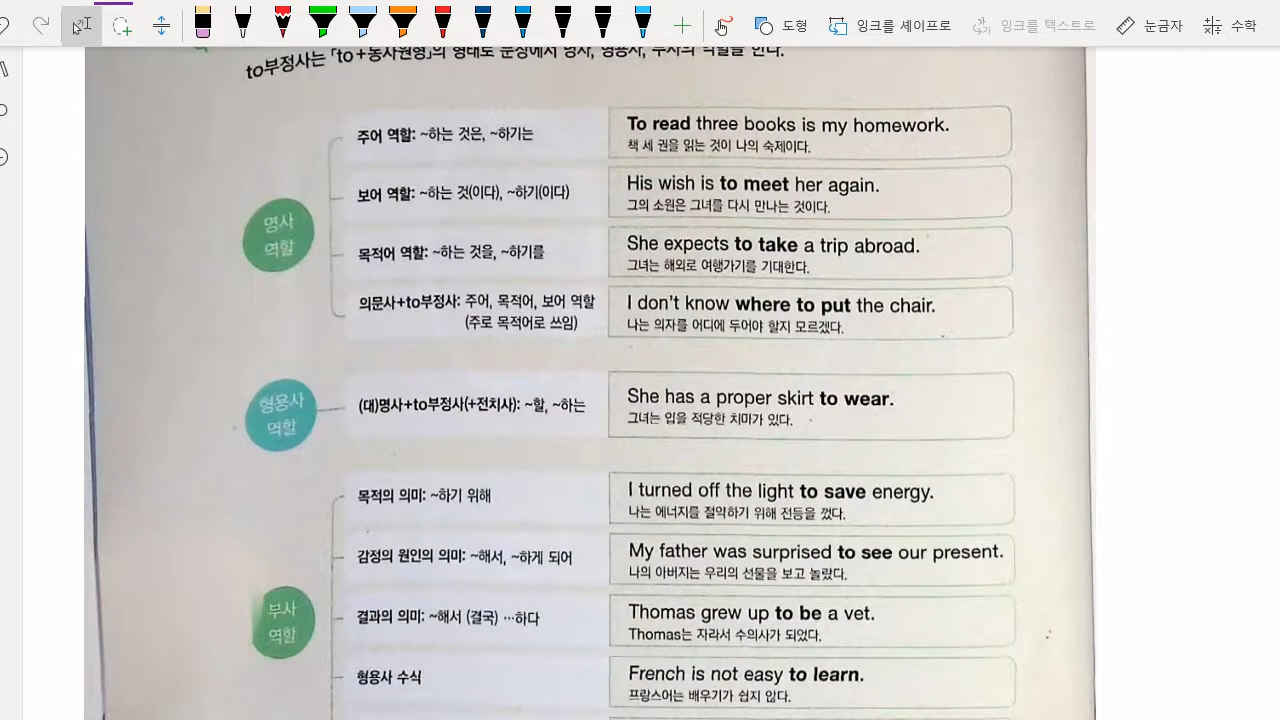 도형
잉크를 셰이프로
잉크를 텍스트로
눈금자
수학
to부정사는 「to+동사원형」의 형태로 문장에서 명사, 형용사, 부사의 역할을 한다.
명사
역할
주어 역할: ~하는 것은, ~하기는
To read three books is my homework.
책 세 권을 읽는 것이 나의 숙제이다.
보어 역할: ~하는 것(이다), ~하기(이다)
His wish is to meet her again.
그의 소원은 그녀를 다시 만나는 것이다.
목적어 역할: ~하는 것을, ~하기를
She expects to take a trip abroad.
그녀는 해외로 여행가기를 기대한다.
의문사+to부정사: 주어, 목적어, 보어 역할
(주로 목적어로 쓰임)
I don't know where to put the chair.
나는 의자를 어디에 두어야 할지 모르겠다.
형용사
역할
(대)명사+to부정사(+전치사): ~할, ~하는
She has a proper skirt to wear.
그녀는 입을 적당한 치마가 있다.
부사
역할
목적의 의미: ~하기 위해
I turned off the light to save energy.
나는 에너지를 절약하기 위해 전등을 껐다.
감정의 원인의 의미: ~해서, ~하게 되어
My father was surprised to see our present.
나의 아버지는 우리의 선물을 보고 놀랐다.
결과의 의미: ~해서 (결국) …하다
Thomas grew up to be a vet.
Thomas는 자라서 수의사가 되었다.
형용사 수식
French is not easy to learn.
프랑스어는 배우기가 쉽지 않다.